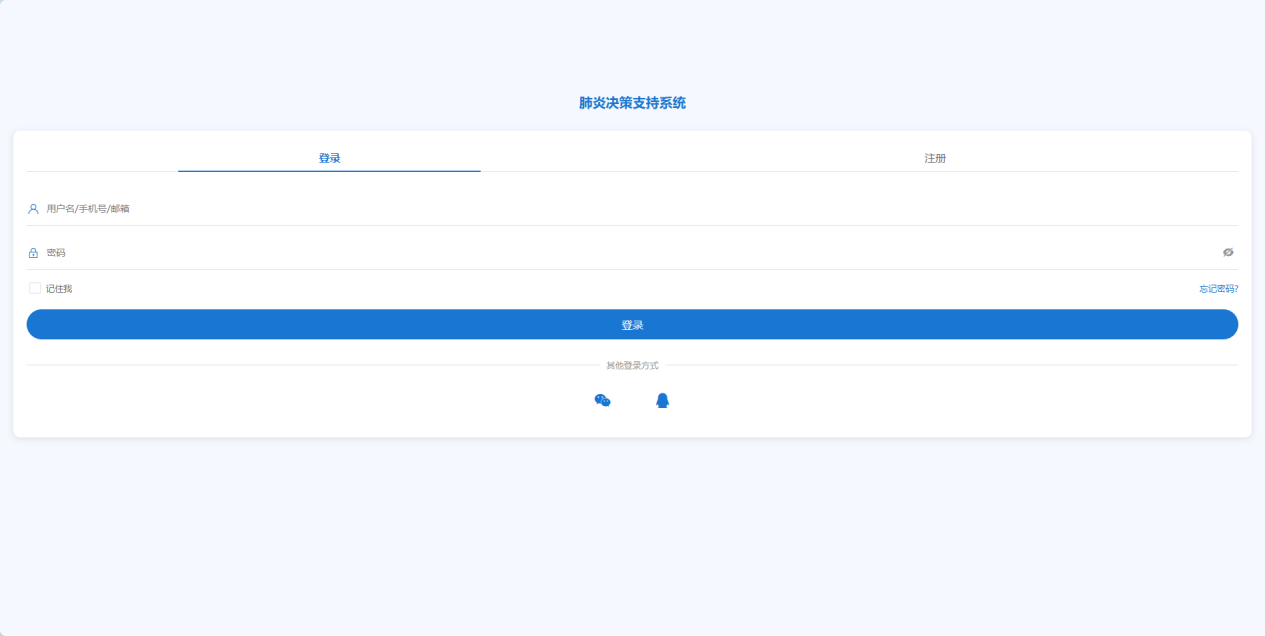 肺炎决策支持系统
登录 注册
用户名/手机号/邮箱
密码
记住我 忘记密码?
登录
其他登录方式